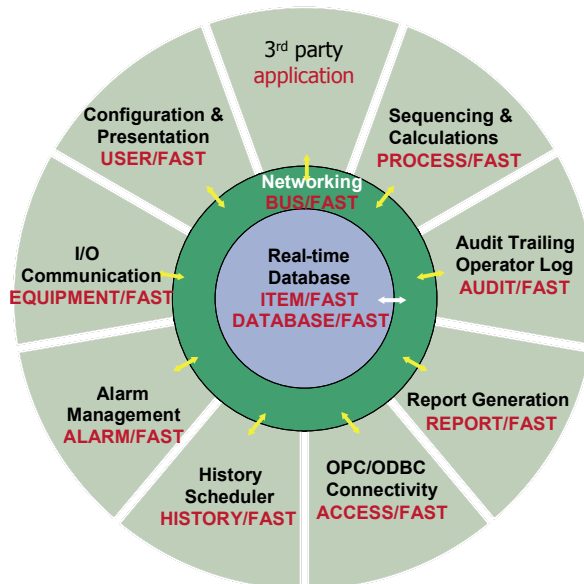 3rd party
application
Configuration &
Presentation
USER/FAST
Sequencing &
Calculations
PROCESS/FAST
Networking
BUS/FAST
I/O
Communication
EQUIPMENT/FAST
Real-time
Database
ITEM/FAST
DATABASE/FAST
Audit Trailing
Operator Log
AUDIT/FAST
Alarm
Management
ALARM/FAST
Report Generation
REPORT/FAST
History
Scheduler
HISTORY/FAST
OPC/ODBC
Connectivity
ACCESS/FAST